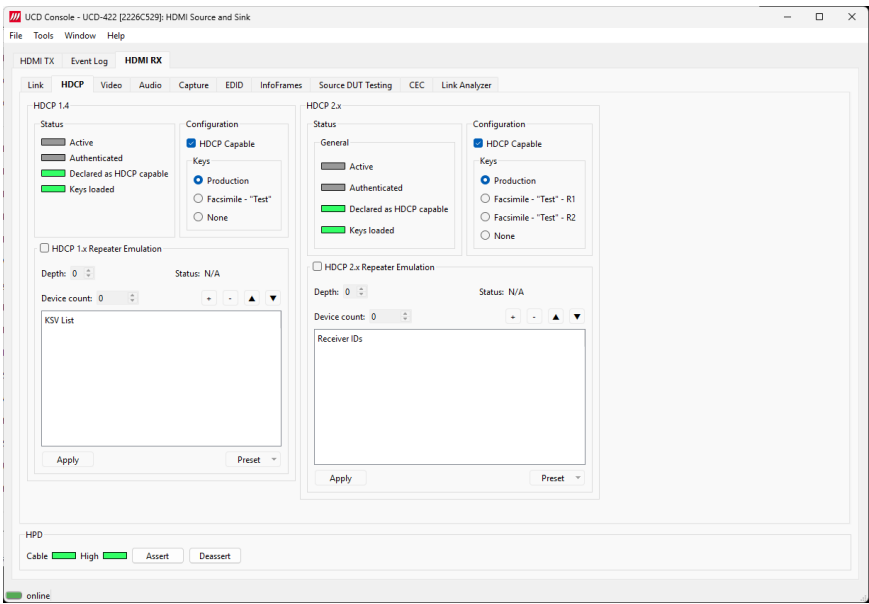 UCD Console - UCD-422 [2226C529]: HDMI Source and Sink
File Tools Window Help
HDMI TX Event Log HDMI RX
Link HDCP Video Audio Capture EDID InfoFrames Source DUT Testing CEC Link Analyzer
HDCP 1.4
Status
Active
Authenticated
Declared as HDCP capable
Keys loaded
Configuration
HDCP Capable
Keys
Production
Facsimile - "Test"
None
HDCP 1.x Repeater Emulation
Depth: 0 Status: N/A
Device count: 0 + - ▲ ▼
KSV List
Apply Preset
HDCP 2.x
Status
General
Active
Authenticated
Declared as HDCP capable
Keys loaded
Configuration
HDCP Capable
Keys
Production
Facsimile - "Test" - R1
Facsimile - "Test" - R2
None
HDCP 2.x Repeater Emulation
Depth: 0 Status: N/A
Device count: 0 + - ▲ ▼
Receiver IDs
Apply Preset
HPD
Cable High Assert Deassert
online